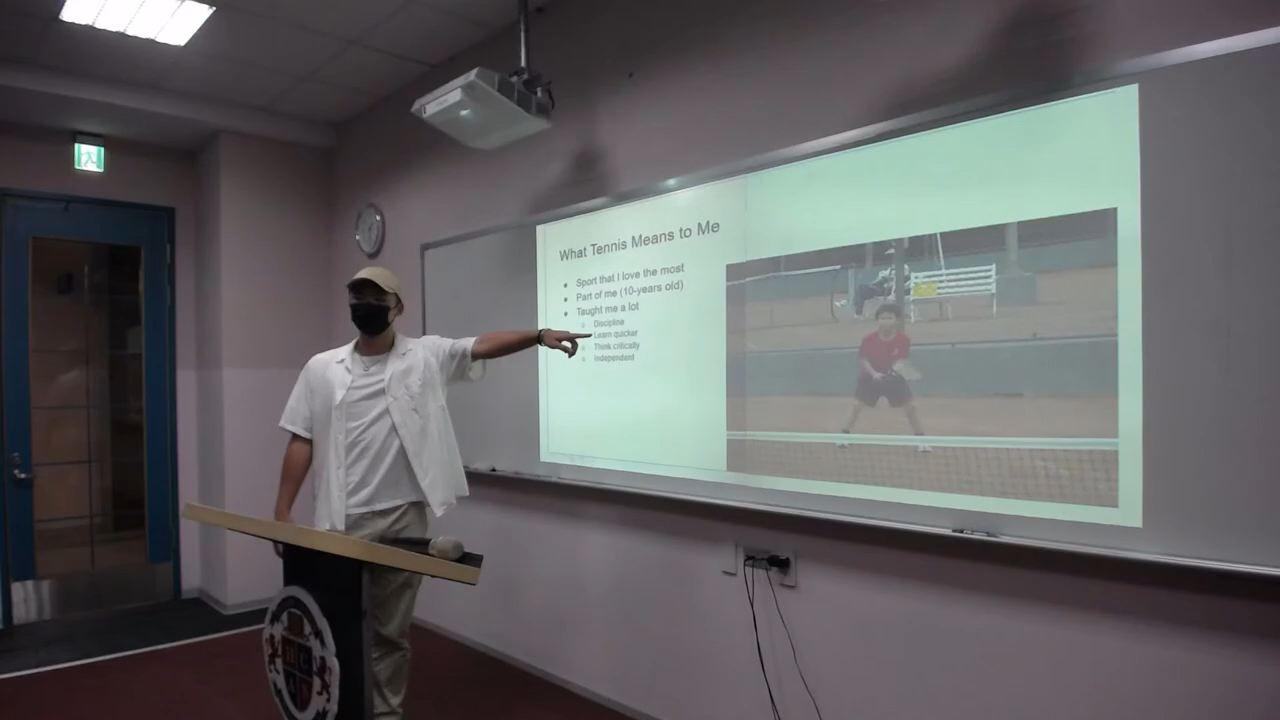 What Tennis Means to Me
● Sport that I love the most
● Part of me (10-years old)
● Taught me a lot
○ Discipline
Learn quicker
○ Think critically
○ Independent
H C